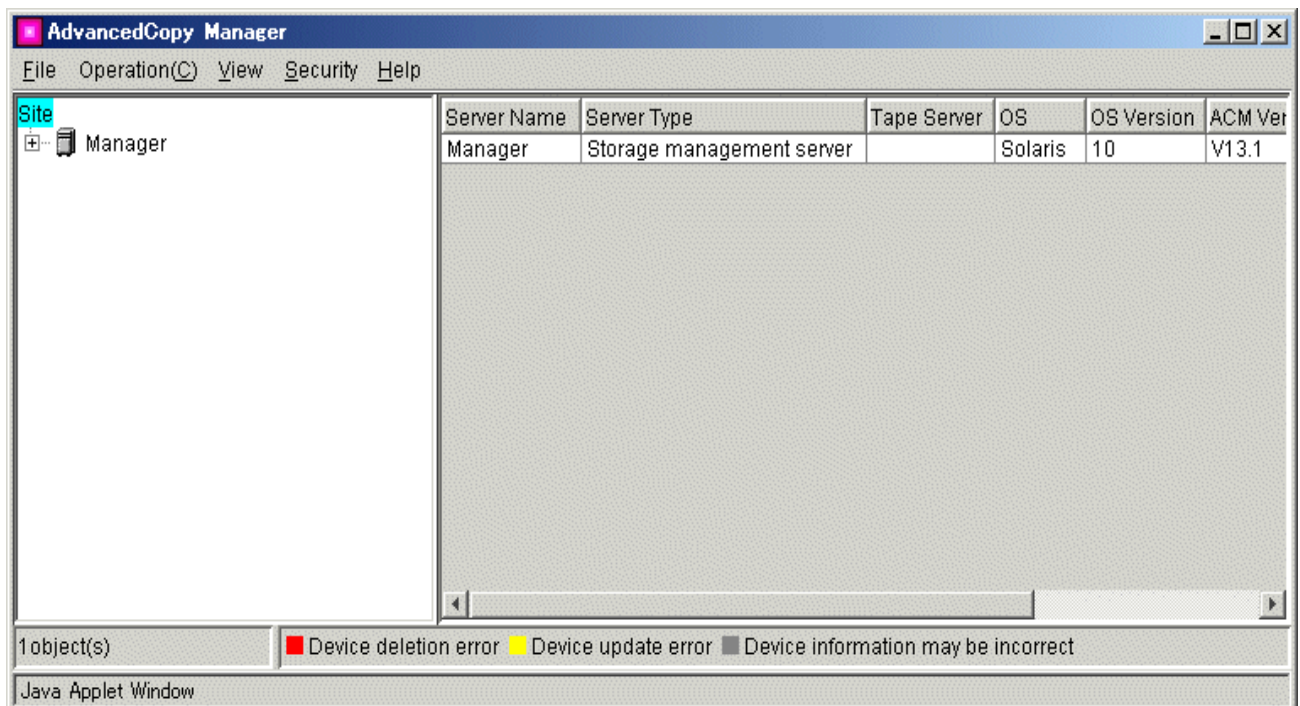 AdvancedCopy Manager
File Operation(C) View Security Help
Site
Manager
Server Name Server Type Tape Server OS OS Version ACM Ver
Manager Storage management server Solaris 10 V13.1
1object(s) Device deletion error Device update error Device information may be incorrect
Java Applet Window